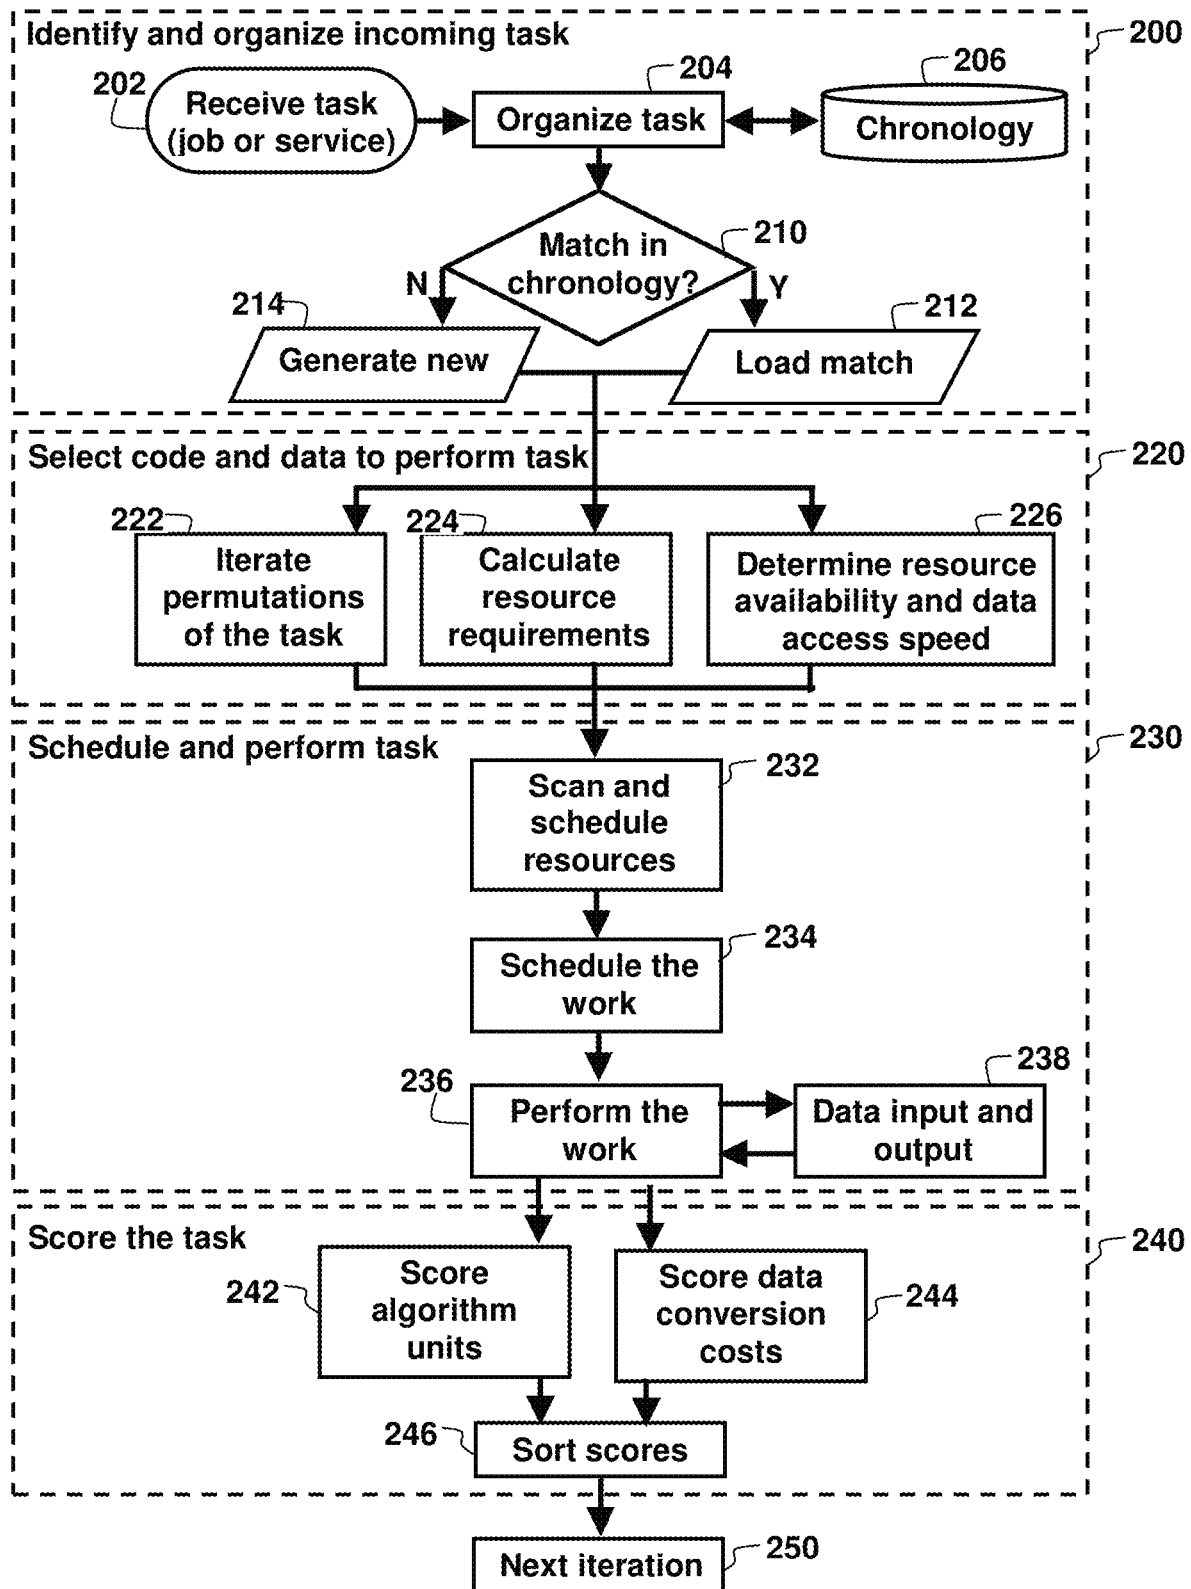 Identify and organize incoming task
200
202
Receive task
(job or service)
204
Organize task
206
Chronology
Match in
chronology?
210
N
Y
214
Generate new
212
Load match
Select code and data to perform task
220
222
Iterate
permutations
of the task
224
Calculate
resource
requirements
226
Determine resource
availability and data
access speed
Schedule and perform task
230
232
Scan and
schedule
resources
234
Schedule the
work
236
Perform the
work
238
Data input and
output
Score the task
240
242
Score
algorithm
units
244
Score data
conversion
costs
246
Sort scores
Next iteration
250